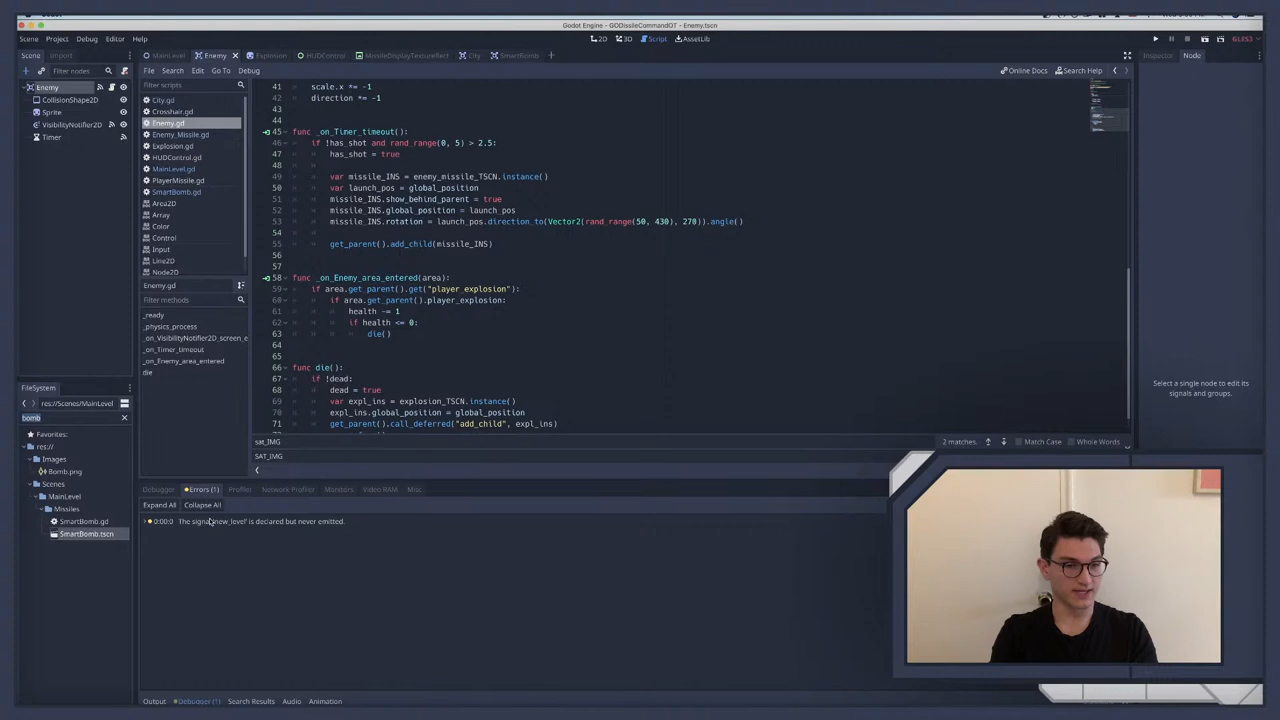 Godot Engine - GODissileCommandOT - Enemy.tscn
Scene Project Debug Editor Help
2D 3D Script AssetLib
GLES3
Scene Import
MainLevel Enemy Explosion HUDControl MissileDisplayTextureRect City SmartBomb
Inspector Node
Filter nodes
File Search Edit Go To Debug
Online Docs Search Help
Enemy
CollisionShape2D
Sprite
VisibilityNotifier2D
Timer
Filter scripts
City.gd
Crosshair.gd
Enemy.gd
Enemy_Missile.gd
Explosion.gd
HUDControl.gd
MainLevel.gd
PlayerMissile.gd
SmartBomb.gd
Area2D
Array
Color
Control
Input
Line2D
Node2D
Enemy.gd
Filter methods
_ready
_physics_process
_on_VisibilityNotifier2D_screen_e
_on_Timer_timeout
_on_Enemy_area_entered
die
41 scale.x *= -1
42 direction *= -1
43
44
45 func _on_Timer_timeout():
46 if !has_shot and rand_range(0, 5) > 2.5:
47 has_shot = true
48
49 var missile_INS = enemy_missile_TSCN.instance()
50 var launch_pos = global_position
51 missile_INS.show_behind_parent = true
52 missile_INS.global_position = launch_pos
53 missile_INS.rotation = launch_pos.direction_to(Vector2(rand_range(50, 430), 270)).angle()
54
55 get_parent().add_child(missile_INS)
56
57
58 func _on_Enemy_area_entered(area):
59 if area.get_parent().get("player_explosion"):
60 if area.get_parent().player_explosion:
61 health -= 1
62 if health <= 0:
63 die()
64
65
66 func die():
67 if !dead:
68 dead = true
69 var expl_ins = explosion_TSCN.instance()
70 expl_ins.global_position = global_position
71 get_parent().call_deferred("add_child", expl_ins)
Select a single node to edit its
signals and groups.
sat_IMG
2 matches. Match Case Whole Words
SAT_IMG
FileSystem
res://Scenes/MainLevel
bomb
Favorites:
res://
Images
Bomb.png
Scenes
MainLevel
Missiles
SmartBomb.gd
SmartBomb.tscn
Debugger Errors (1) Profiler Network Profiler Monitors Video RAM Misc
Expand All Collapse All
0:00:0 The signal 'new_level' is declared but never emitted.
Output Debugger (1) Search Results Audio Animation